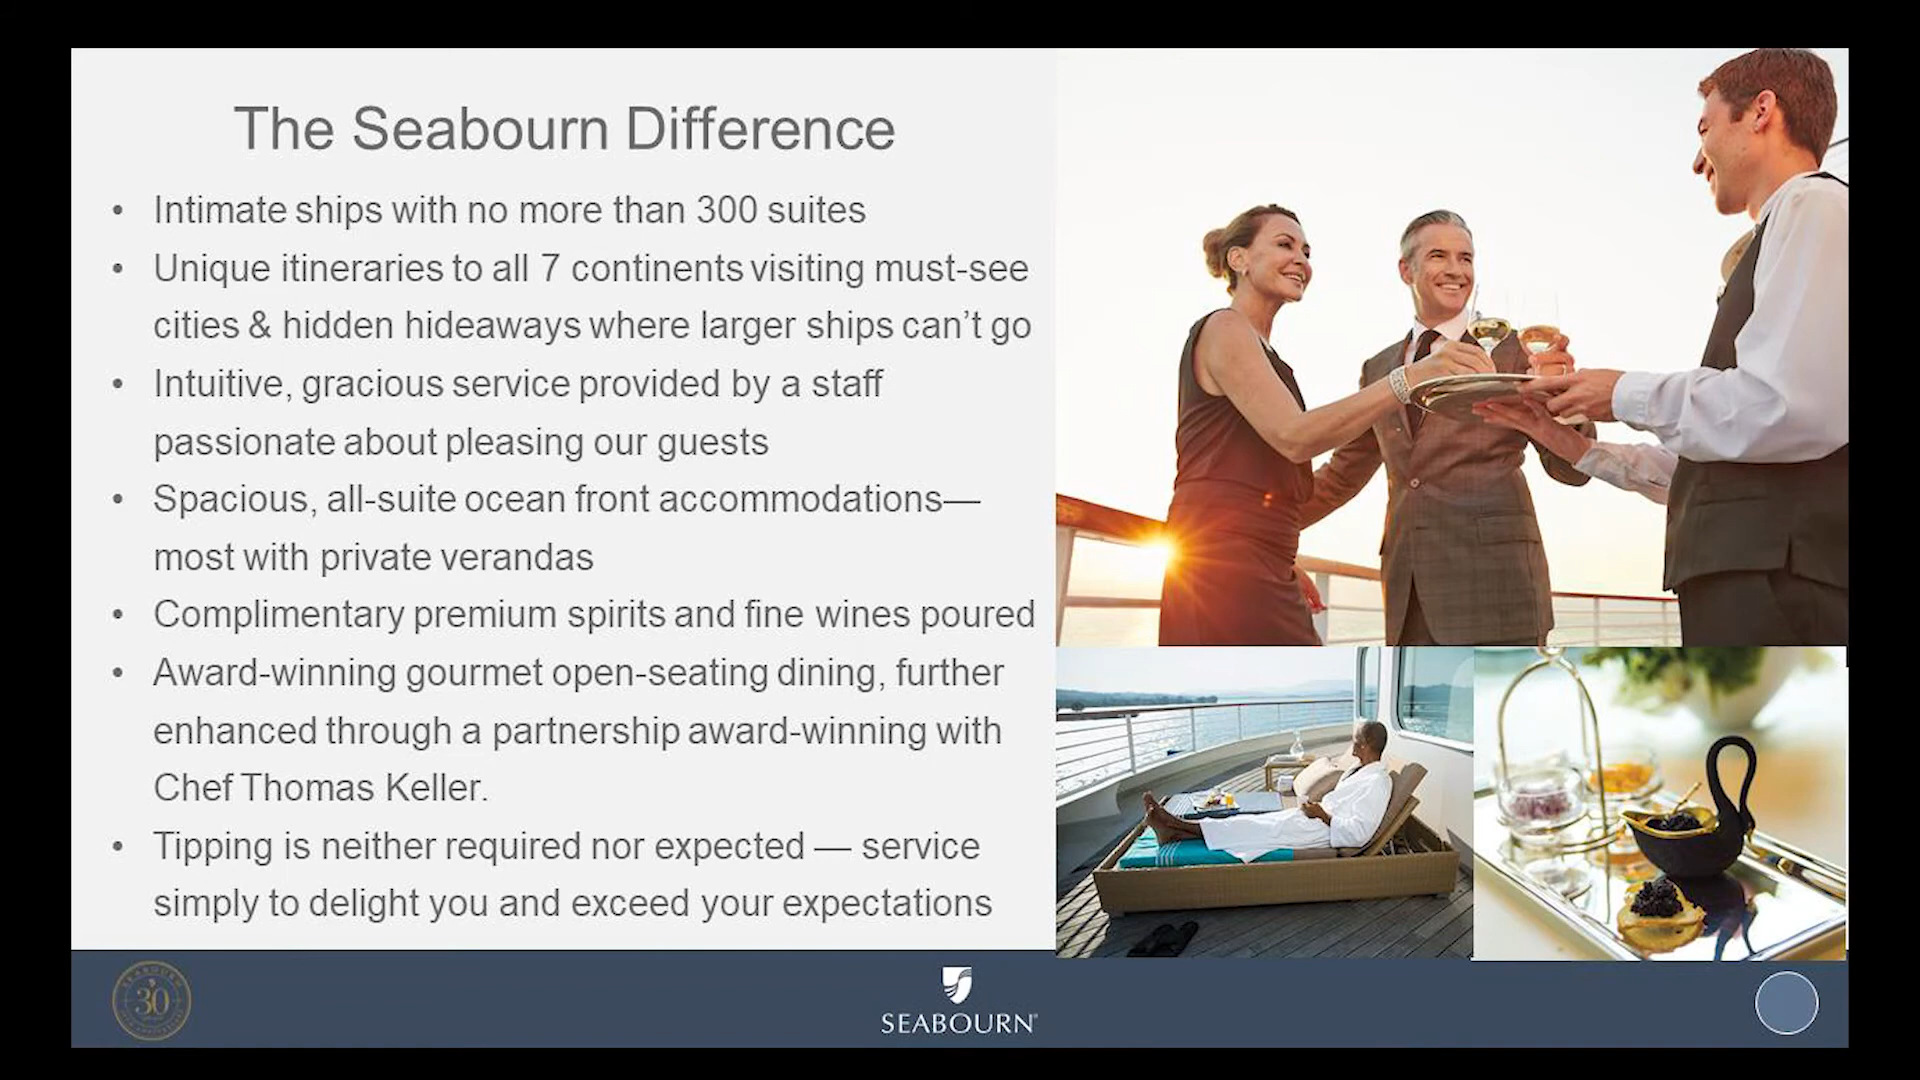 The Seabourn Difference
• Intimate ships with no more than 300 suites
• Unique itineraries to all 7 continents visiting must-see
cities & hidden hideaways where larger ships can’t go
• Intuitive, gracious service provided by a staff
passionate about pleasing our guests
• Spacious, all-suite ocean front accommodations—
most with private verandas
• Complimentary premium spirits and fine wines poured
• Award-winning gourmet open-seating dining, further
enhanced through a partnership award-winning with
Chef Thomas Keller.
• Tipping is neither required nor expected — service
simply to delight you and exceed your expectations
SEABOURN
30
SEABOURN®